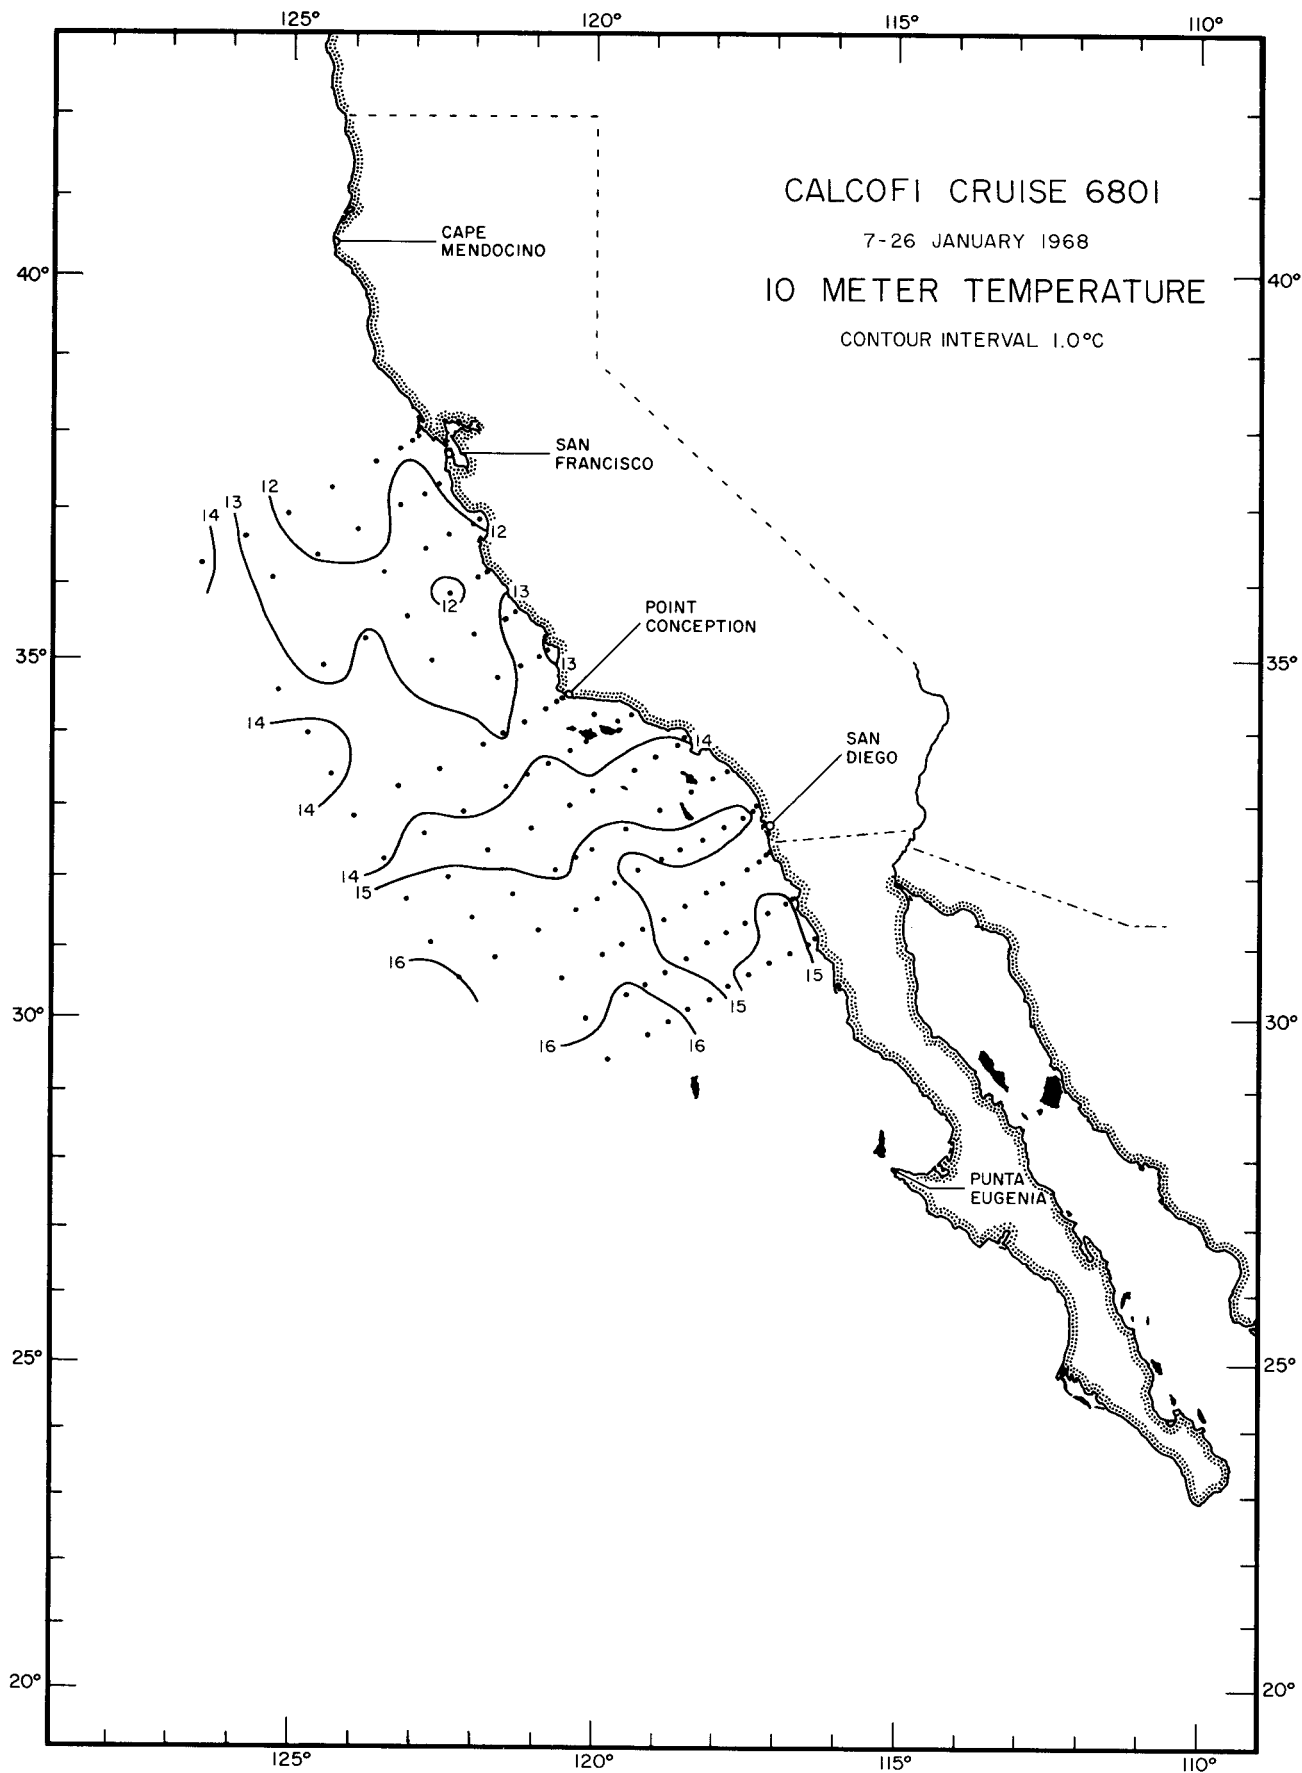 125°
120°
115°
110°
CALCOFI CRUISE 6801
7-26 JANUARY 1968
10 METER TEMPERATURE
CONTOUR INTERVAL 1.0°C
CAPE
MENDOCINO
40°
40°
SAN
FRANCISCO
12
13
14
12
12
13
POINT
CONCEPTION
35°
13
35°
14
14
SAN
DIEGO
14
14
15
16
15
15
30°
30°
16
16
PUNTA
EUGENIA
25°
25°
20°
20°
125°
120°
115°
110°